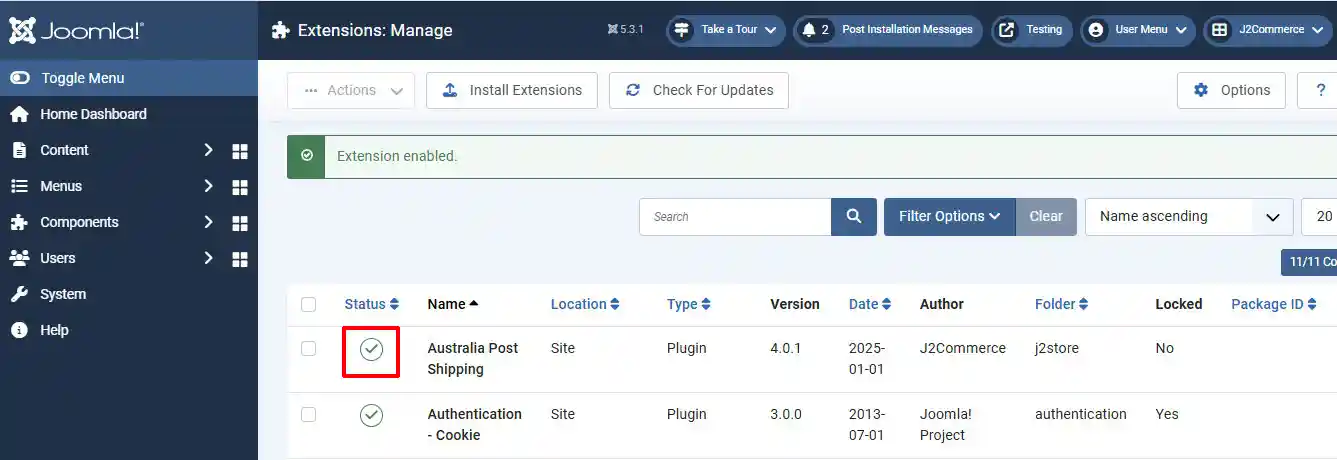 Joomla!®
Extensions: Manage
5.3.1
Take a Tour
2 Post Installation Messages
Testing
User Menu
J2Commerce
Toggle Menu
Home Dashboard
Content
Menus
Components
Users
System
Help
Actions
Install Extensions
Check For Updates
Options
?
Extension enabled.
Search
Filter Options
Clear
Name ascending
20
11/11 Co
Status Name Location Type Version Date Author Folder Locked Package ID
Australia Post Site Plugin 4.0.1 2025- J2Commerce j2store No
Shipping 01-01
Authentication Site Plugin 3.0.0 2013- Joomla! authentication Yes
- Cookie 07-01 Project